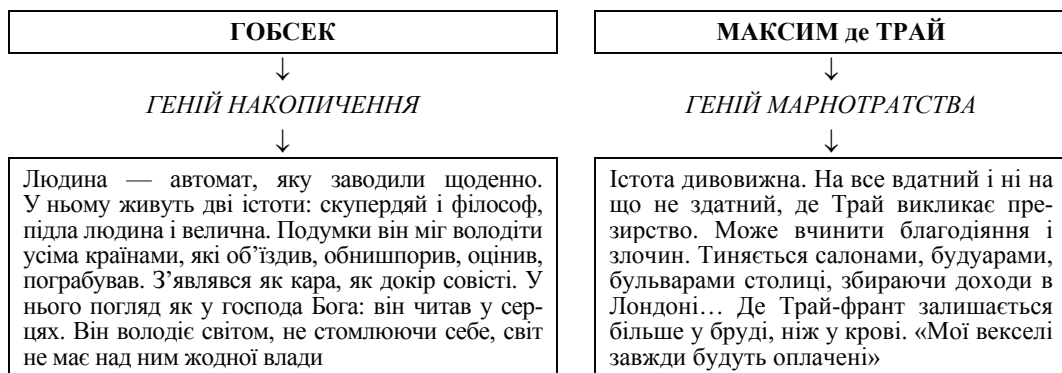 ГОБСЕК
↓
ГЕНІЙ НАКОПИЧЕННЯ
↓
Людина — автомат, яку заводили щоденно.
У ньому живуть дві істоти: скупердяй і філософ,
підла людина і велична. Подумки він міг володіти
усіма країнами, які об’їздив, обнишпорив, оцінив,
пограбував. З’являвся як кара, як докір совісті. У
нього погляд як у господа Бога: він читав у сер-
цях. Він володіє світом, не стомлюючи себе, світ
не має над ним жодної влади
МАКСИМ де ТРАЙ
↓
ГЕНІЙ МАРНОТРАТСТВА
↓
Істота дивовижна. На все вдатний і ні на
що не здатний, де Трай викликає пре-
зирство. Може вчинити благодіяння і
злочин. Тиняється салонами, будуарами,
бульварами столиці, збираючи доходи в
Лондоні… Де Трай-франт залишається
більше у бруді, ніж у крові. «Мої векселі
завжди будуть оплачені»